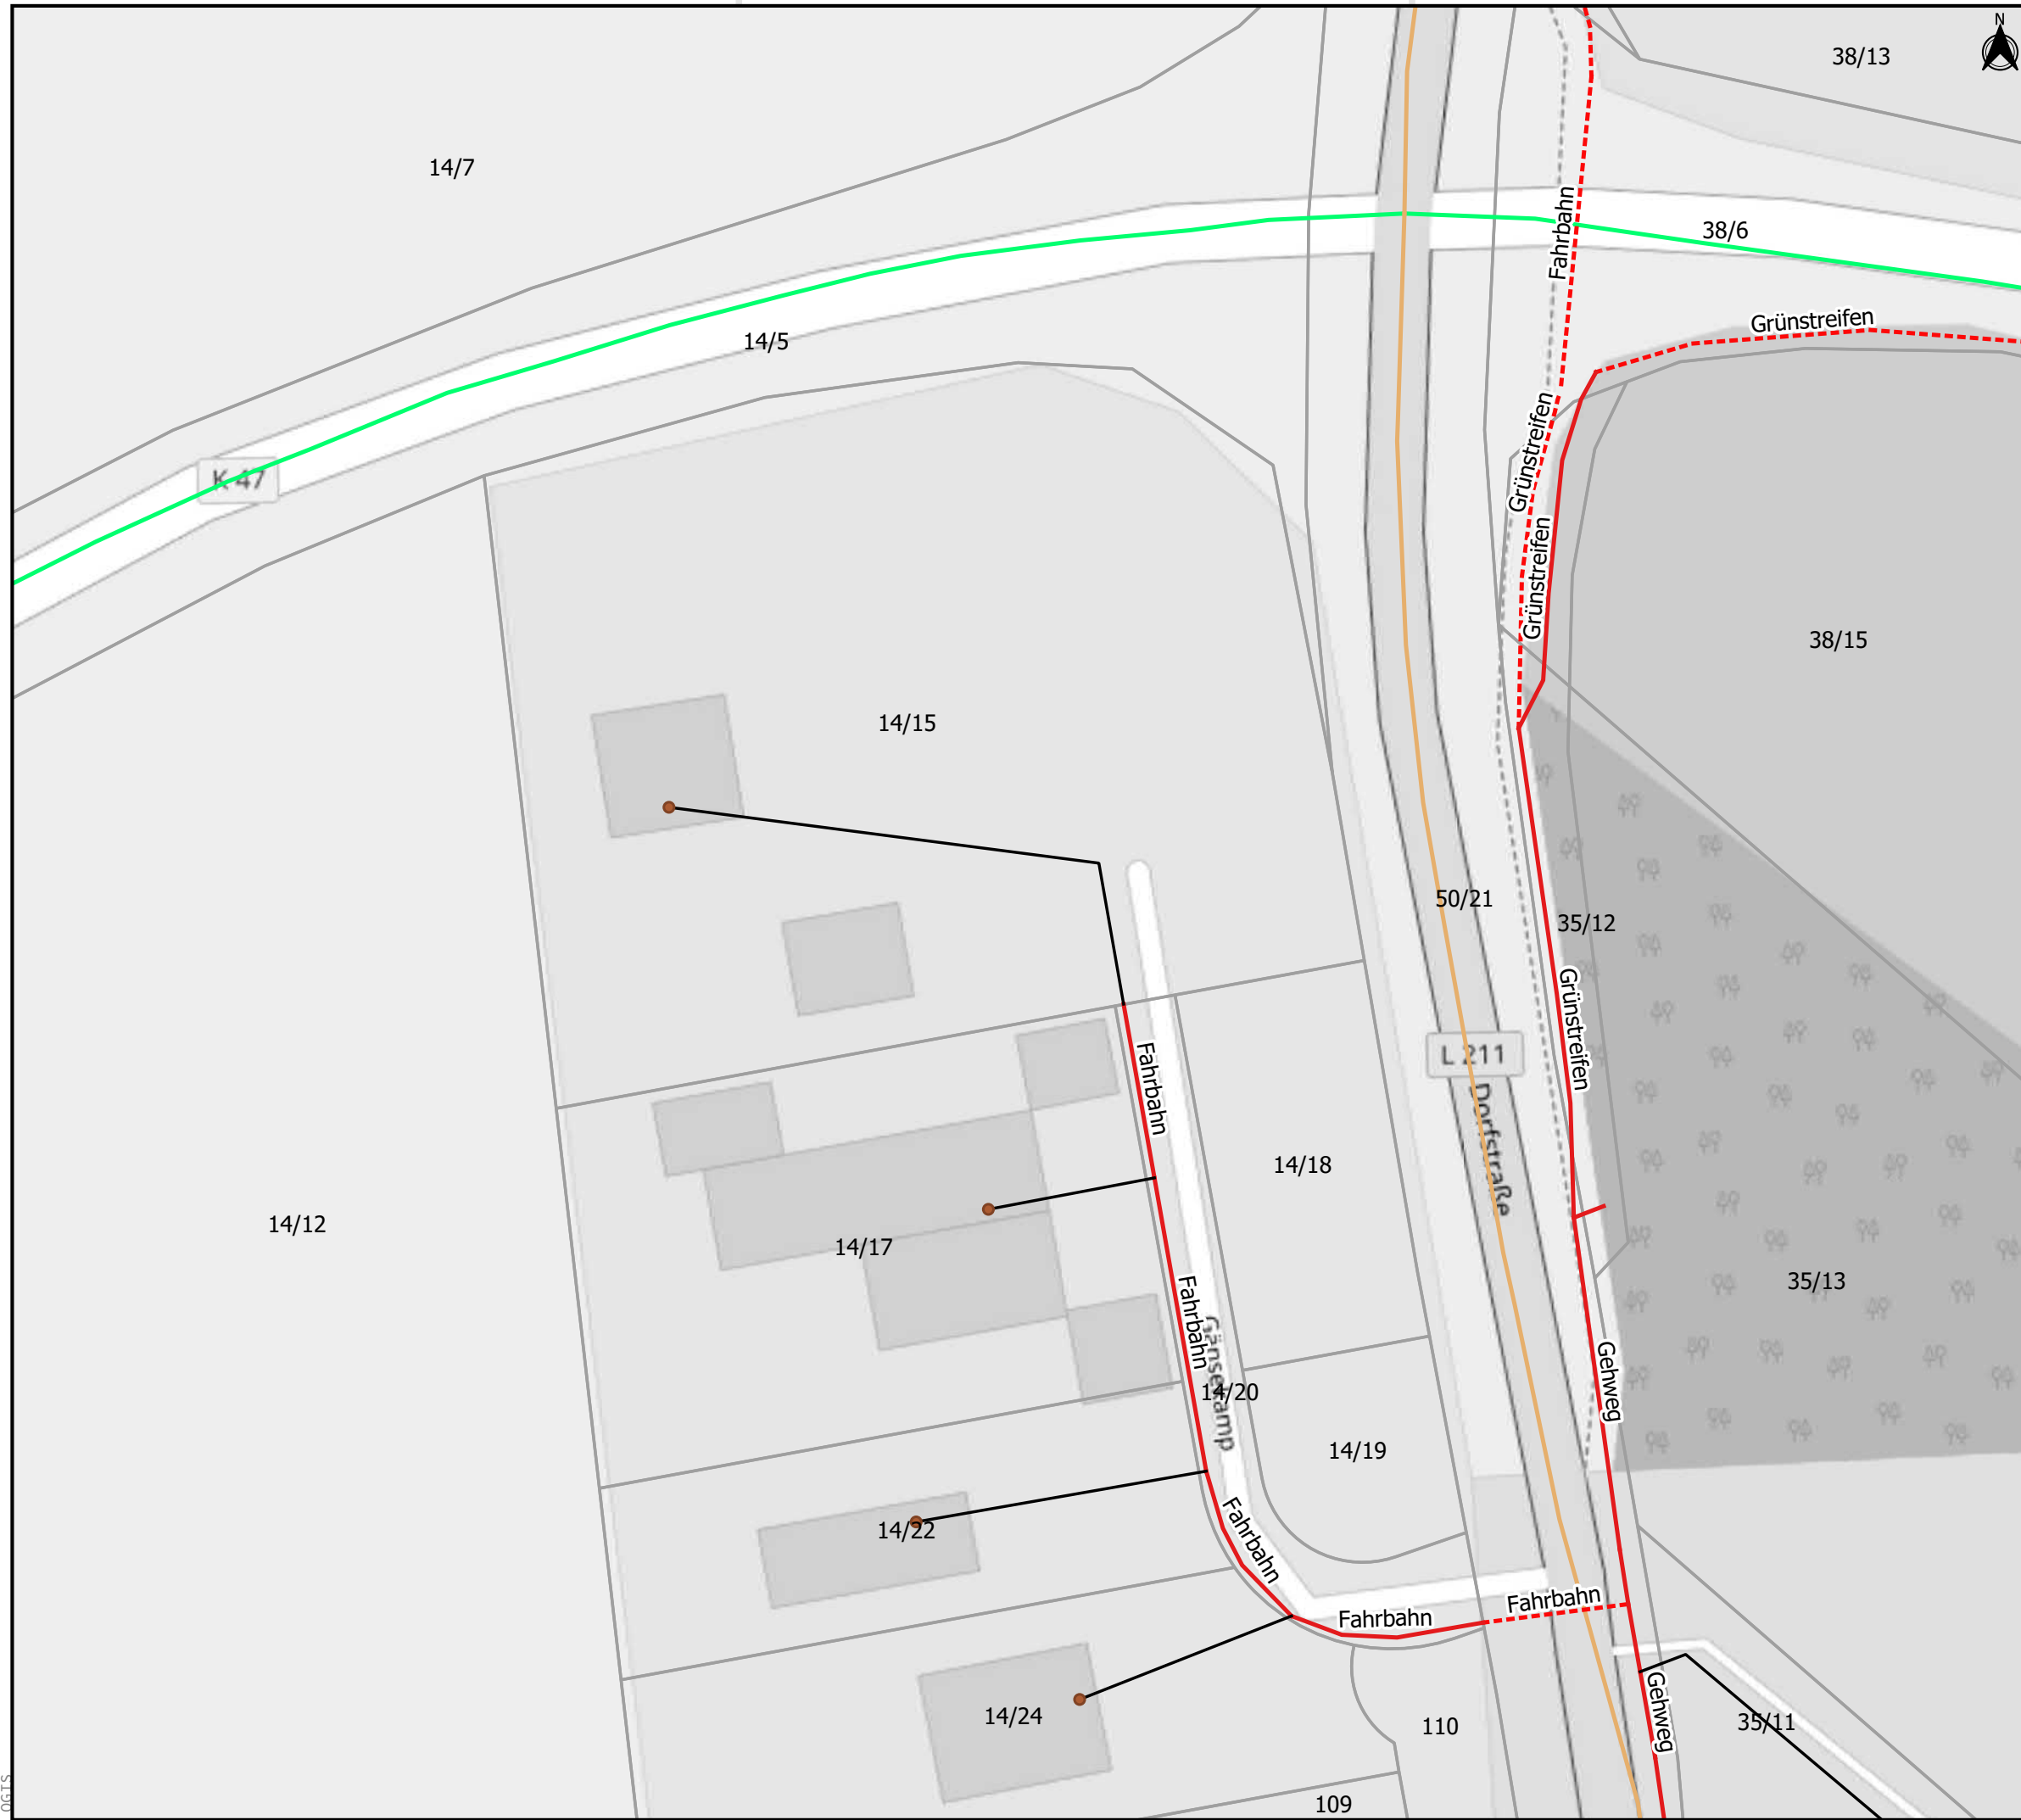 N
38/13
14/7
Fahrbahn
38/6
Grünstreifen
14/5
Grünstreifen
K 47
Grünstreifen
38/15
14/15
50/21
35/12
Grünstreifen
L 211
Fahrbahn
Dorfstraße
14/18
14/12
14/17
35/13
Fahrbahn
Gänsekamp
14/20
Gehweg
14/19
14/22
Fahrbahn
Fahrbahn
Fahrbahn
Gehweg
14/24
110
35/11
109
QGIS